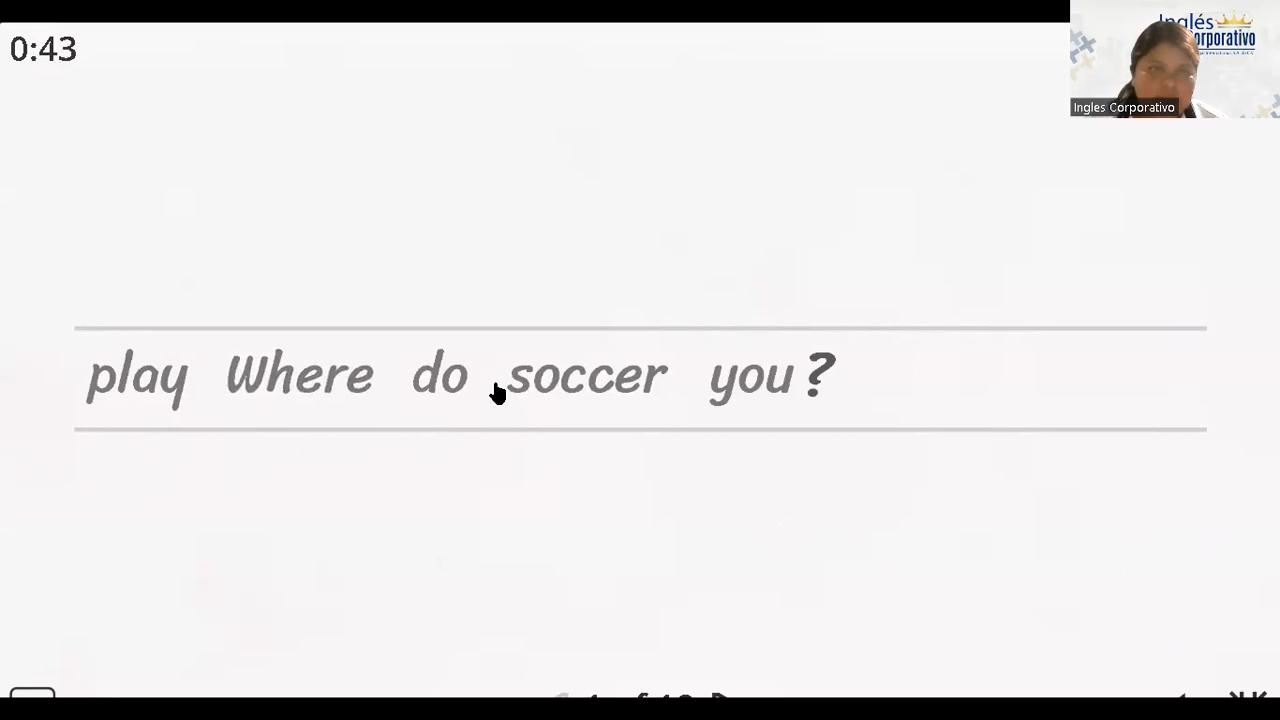 0:43
Inglés
Corporativo
Ingles Corporativo
play Where do soccer you?